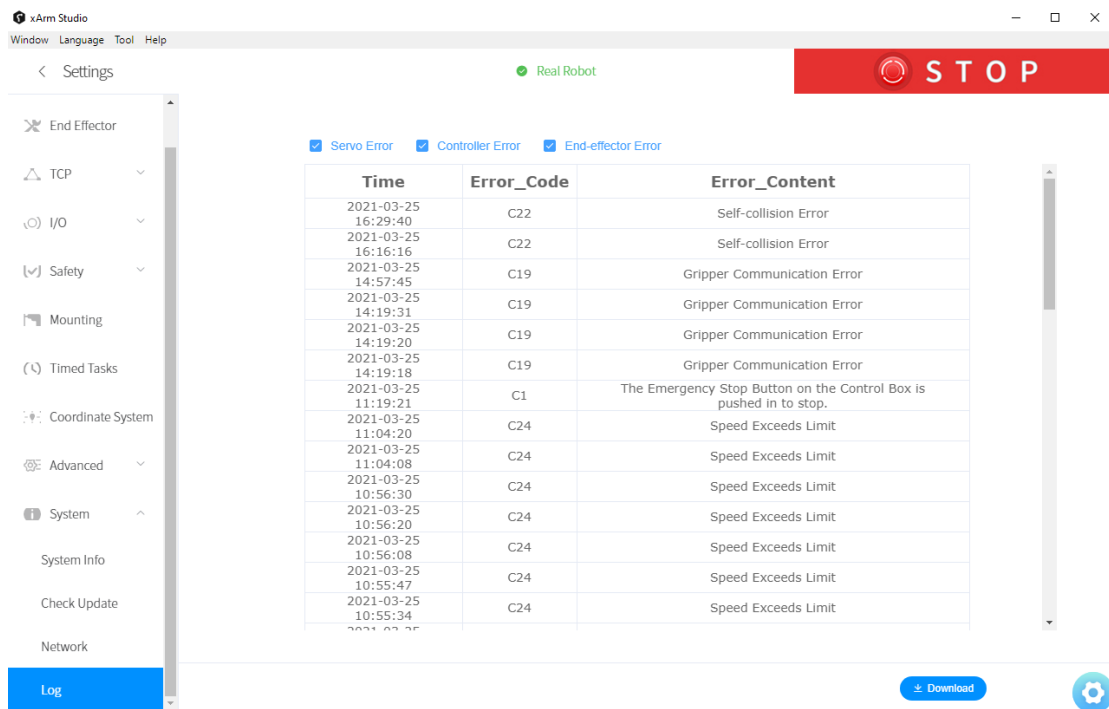 xArm Studio
Window Language Tool Help
Settings
Real Robot
STOP
End Effector
TCP
I/O
Safety
Mounting
Timed Tasks
Coordinate System
Advanced
System
System Info
Check Update
Network
Log
Servo Error Controller Error End-effector Error
Time Error_Code Error_Content
2021-03-25
16:29:40 C22 Self-collision Error
2021-03-25
16:16:16 C22 Self-collision Error
2021-03-25
14:57:45 C19 Gripper Communication Error
2021-03-25
14:19:31 C19 Gripper Communication Error
2021-03-25
14:19:20 C19 Gripper Communication Error
2021-03-25
14:19:18 C19 Gripper Communication Error
2021-03-25
11:19:21 C1 The Emergency Stop Button on the Control Box is
pushed in to stop.
2021-03-25
11:04:20 C24 Speed Exceeds Limit
2021-03-25
11:04:08 C24 Speed Exceeds Limit
2021-03-25
10:56:30 C24 Speed Exceeds Limit
2021-03-25
10:56:20 C24 Speed Exceeds Limit
2021-03-25
10:56:08 C24 Speed Exceeds Limit
2021-03-25
10:55:47 C24 Speed Exceeds Limit
2021-03-25
10:55:34 C24 Speed Exceeds Limit
Download